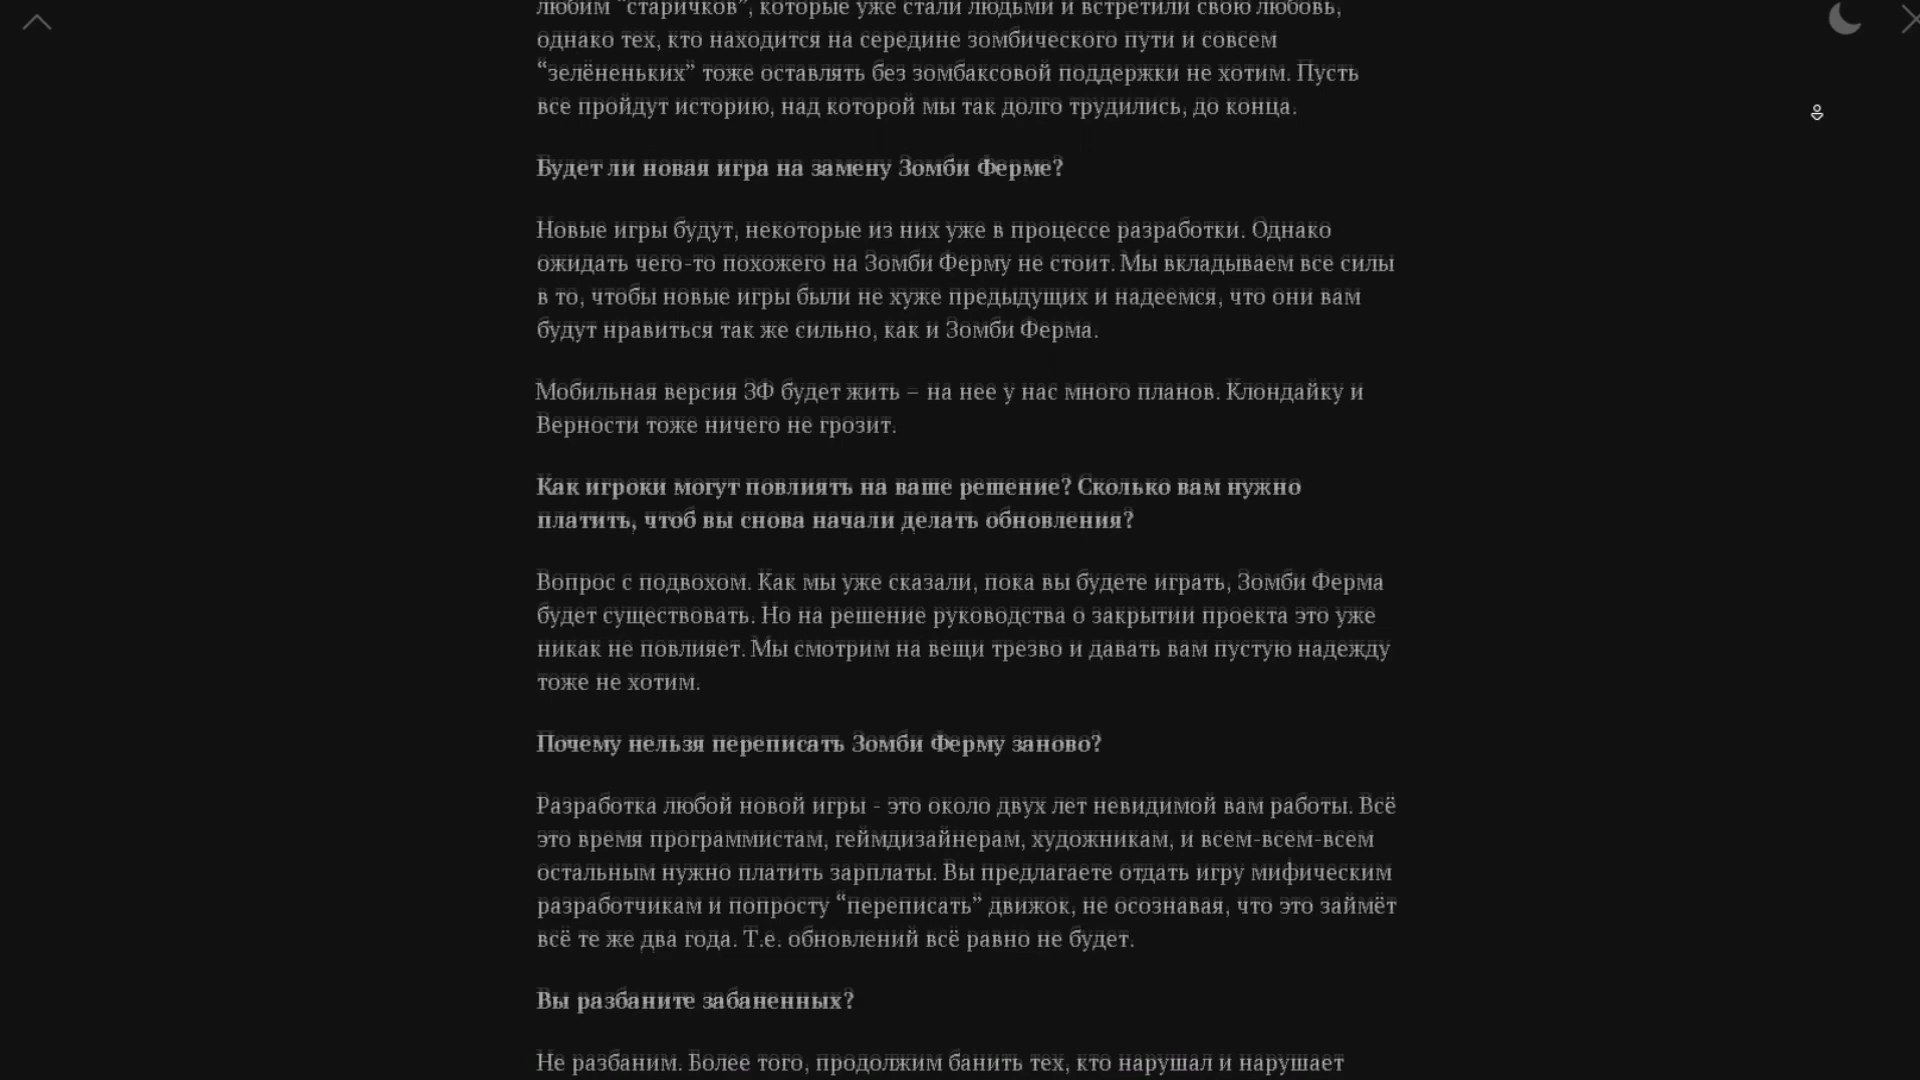 любим “старичков”, которые уже стали людьми и встретили свою любовь,
однако тех, кто находится на середине зомбического пути и совсем
“зелёненьких” тоже оставлять без зомбаксовой поддержки не хотим. Пусть
все пройдут историю, над которой мы так долго трудились, до конца.
Будет ли новая игра на замену Зомби Ферме?
Новые игры будут, некоторые из них уже в процессе разработки. Однако
ожидать чего-то похожего на Зомби Ферму не стоит. Мы вкладываем все силы
в то, чтобы новые игры были не хуже предыдущих и надеемся, что они вам
будут нравиться так же сильно, как и Зомби Ферма.
Мобильная версия ЗФ будет жить – на нее у нас много планов. Клондайку и
Верности тоже ничего не грозит.
Как игроки могут повлиять на ваше решение? Сколько вам нужно
платить, чтоб вы снова начали делать обновления?
Вопрос с подвохом. Как мы уже сказали, пока вы будете играть, Зомби Ферма
будет существовать. Но на решение руководства о закрытии проекта это уже
никак не повлияет. Мы смотрим на вещи трезво и давать вам пустую надежду
тоже не хотим.
Почему нельзя переписать Зомби Ферму заново?
Разработка любой новой игры - это около двух лет невидимой вам работы. Всё
это время программистам, геймдизайнерам, художникам, и всем-всем-всем
остальным нужно платить зарплаты. Вы предлагаете отдать игру мифическим
разработчикам и попросту “переписать” движок, не осознавая, что это займёт
всё те же два года. Т.е. обновлений всё равно не будет.
Вы разбаните забаненных?
Не разбаним. Более того, продолжим банить тех, кто нарушал и нарушает